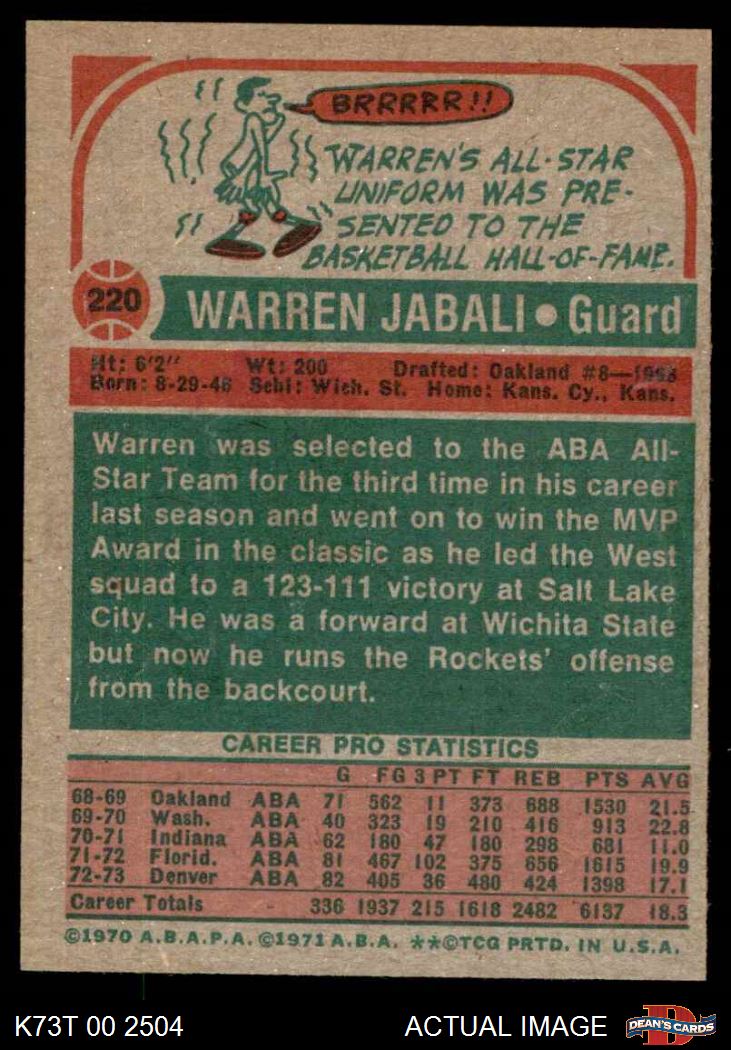 BRRRRR!!
WARREN'S ALL-STAR
UNIFORM WAS PRE-
SENTED TO THE
BASKETBALL HALL-OF-FAME.
220
WARREN JABALI • Guard
Ht: 6'2" Wt: 200 Drafted: Oakland #8—1968
Born: 8-29-46 Schl: Wich. St. Home: Kans. Cy., Kans.
Warren was selected to the ABA All-
Star Team for the third time in his career
last season and went on to win the MVP
Award in the classic as he led the West
squad to a 123-111 victory at Salt Lake
City. He was a forward at Wichita State
but now he runs the Rockets' offense
from the backcourt.
CAREER PRO STATISTICS
G FG 3 PT FT REB PTS AVG
68-69 Oakland ABA 71 562 11 373 688 1530 21.5
69-70 Wash. ABA 40 323 19 210 416 913 22.8
70-71 Indiana ABA 62 180 47 180 298 681 11.0
71-72 Florid. ABA 81 467 102 375 656 1615 19.9
72-73 Denver ABA 82 405 36 480 424 1398 17.1
Career Totals 336 1937 215 1618 2482 6137 18.3
©1970 A.B.A.P.A. ©1971 A.B.A. **©TCG PRTD. IN U.S.A.
K73T 00 2504 ACTUAL IMAGE DEAN'S CARDS